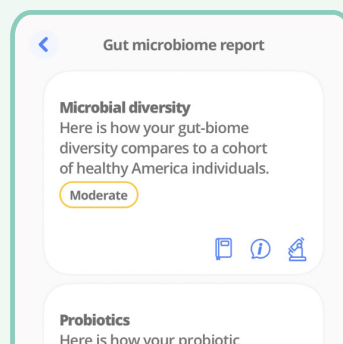 Gut microbiome report
Microbial diversity
Here is how your gut-biome
diversity compares to a cohort
of healthy America individuals.
Moderate
Probiotics
Here is how your probiotic